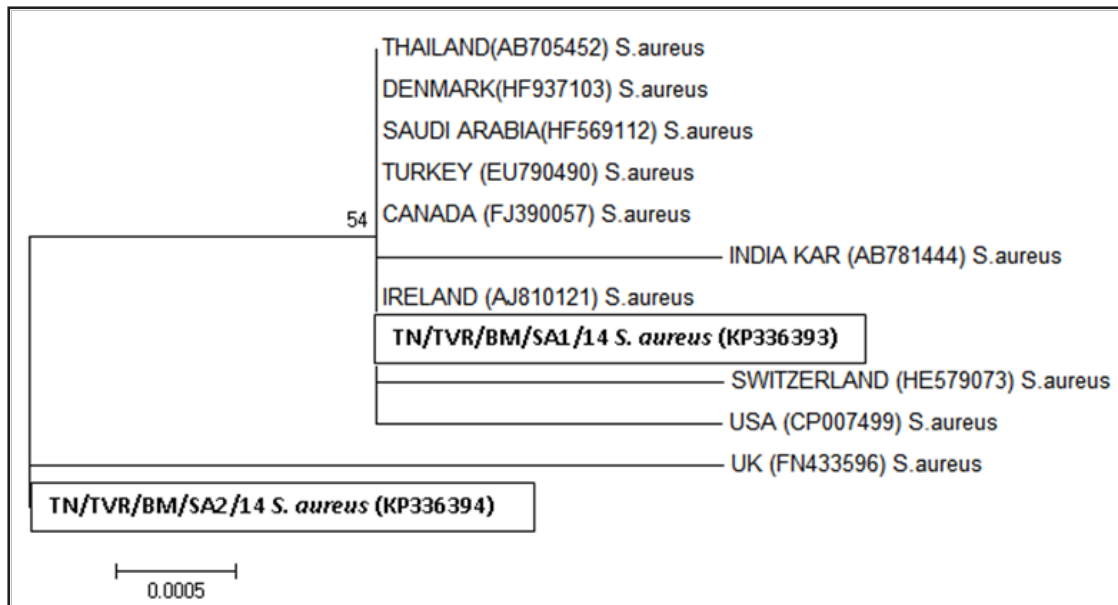 THAILAND(AB705452) S.aureus
DENMARK(HF937103) S.aureus
SAUDI ARABIA(HF569112) S.aureus
TURKEY (EU790490) S.aureus
54
CANADA (FJ390057) S.aureus
INDIA KAR (AB781444) S.aureus
IRELAND (AJ810121) S.aureus
TN/TVR/BM/SA1/14 S. aureus (KP336393)
SWITZERLAND (HE579073) S.aureus
USA (CP007499) S.aureus
UK (FN433596) S.aureus
TN/TVR/BM/SA2/14 S. aureus (KP336394)
0.0005